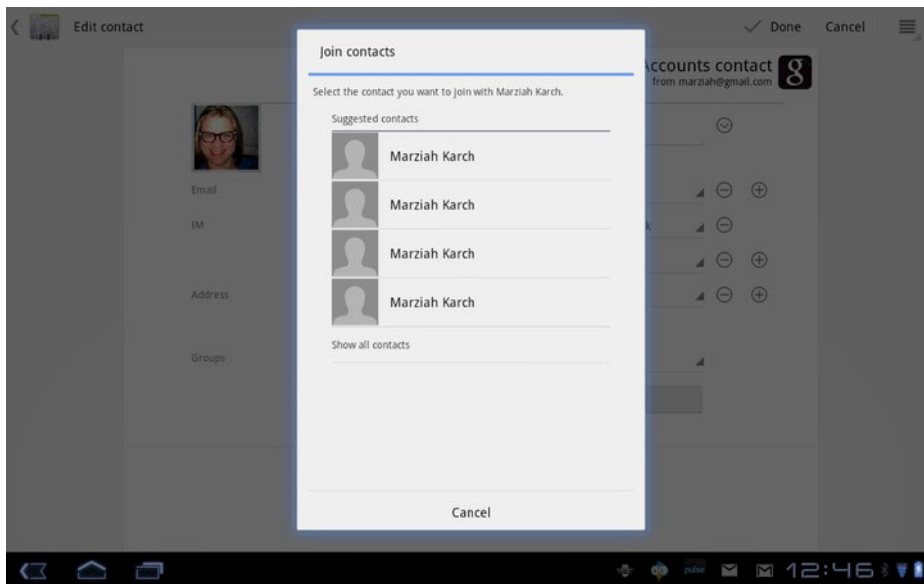 Edit contact
Done
Cancel
Join contacts
Accounts contact
from marziah@gmail.com
Select the contact you want to join with Marziah Karch.
Suggested contacts
Marziah Karch
Email
Marziah Karch
IM
k
Marziah Karch
Address
Marziah Karch
Show all contacts
Groups
Cancel
pulse
12:46